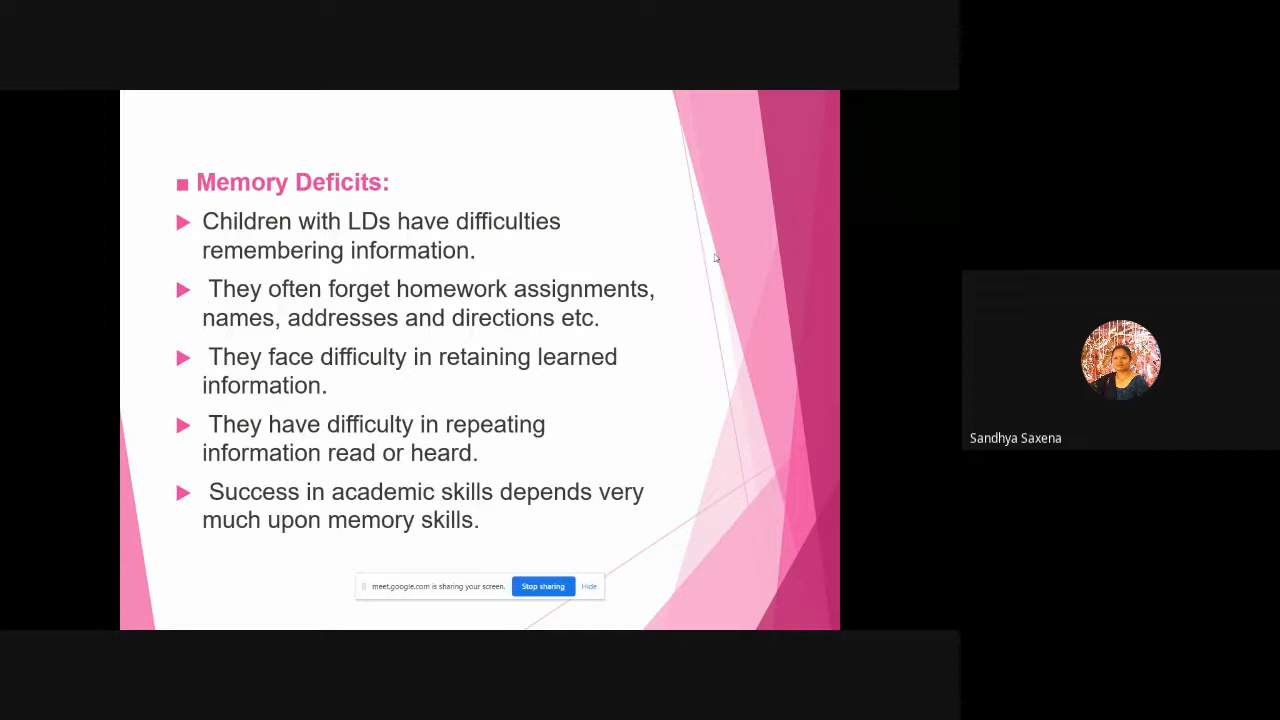 Memory Deficits:
Children with LDs have difficulties
remembering information.
They often forget homework assignments,
names, addresses and directions etc.
They face difficulty in retaining learned
information.
They have difficulty in repeating
information read or heard.
Success in academic skills depends very
much upon memory skills.
meet.google.com is sharing your screen. Stop sharing Hide
Sandhya Saxena